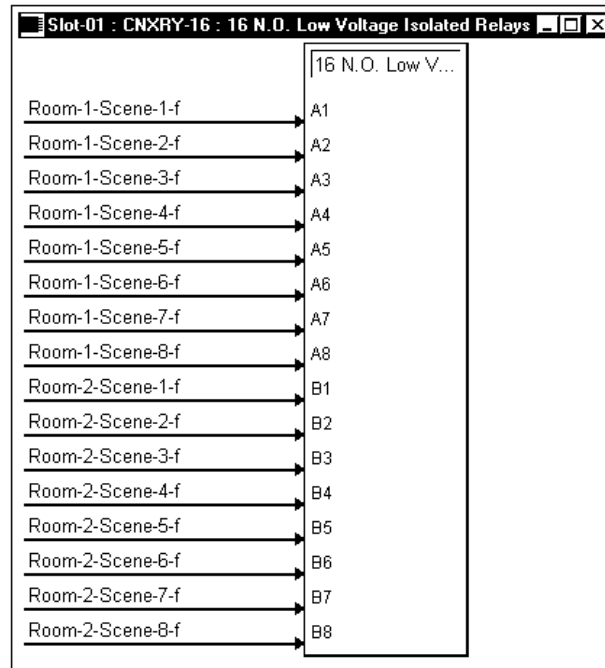 Slot-01 : CNXRY-16 : 16 N.O. Low Voltage Isolated Relays
16 N.O. Low V...
Room-1-Scene-1-f A1
Room-1-Scene-2-f A2
Room-1-Scene-3-f A3
Room-1-Scene-4-f A4
Room-1-Scene-5-f A5
Room-1-Scene-6-f A6
Room-1-Scene-7-f A7
Room-1-Scene-8-f A8
Room-2-Scene-1-f B1
Room-2-Scene-2-f B2
Room-2-Scene-3-f B3
Room-2-Scene-4-f B4
Room-2-Scene-5-f B5
Room-2-Scene-6-f B6
Room-2-Scene-7-f B7
Room-2-Scene-8-f B8